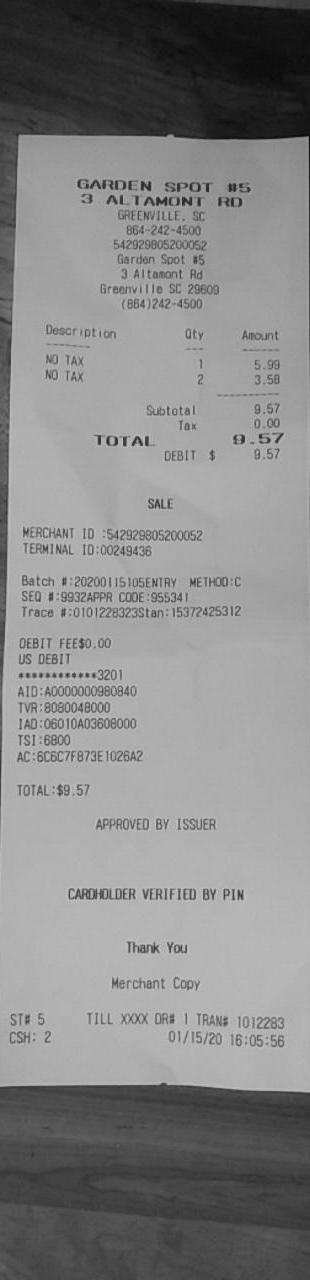 GARDEN SPOT #5
3 ALTAMONT RD
GREENVILLE, SC
864-242-4500
542929805200052
Garden Spot #5
3 Altamont Rd
Greenville SC 29609
(864)242-4500
Description Qty Amount
--------- --- -------
NO TAX 1 5.99
NO TAX 2 3.58
------------
Subtotal 9.57
Tax 0.00
TOTAL 9.57
DEBIT $ 9.57
SALE
MERCHANT ID :542929805200052
TERMINAL ID:00249436
Batch #:20200115105ENTRY METHOD:C
SEQ #:9932APPR CODE:955341
Trace #:0101228323Stan:15372425312
DEBIT FEE$0.00
US DEBIT
************3201
AID:A0000000980840
TVR:8080048000
IAD:06010A03608000
TSI:6800
AC:6C6C7F873E1026A2
TOTAL:$9.57
APPROVED BY ISSUER
CARDHOLDER VERIFIED BY PIN
Thank You
Merchant Copy
ST# 5 TILL XXXX DR# 1 TRAN# 1012283
CSH: 2 01/15/20 16:05:56